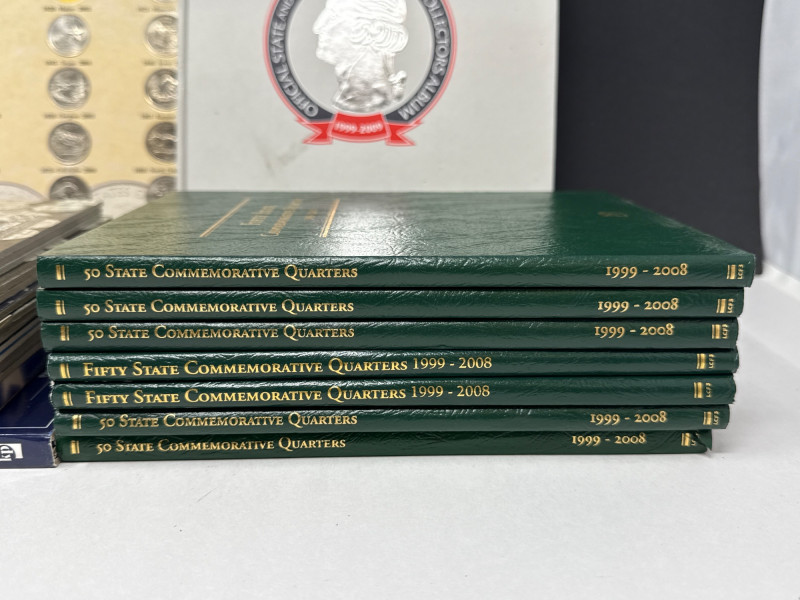 OFFICIAL STATE AND
COLLECTORS ALBUM
1999-2009
50 STATE COMMEMORATIVE QUARTERS 1999 - 2008
50 STATE COMMEMORATIVE QUARTERS 1999 - 2008
50 STATE COMMEMORATIVE QUARTERS 1999 - 2008
FIFTY STATE COMMEMORATIVE QUARTERS 1999 - 2008
FIFTY STATE COMMEMORATIVE QUARTERS 1999 - 2008
50 STATE COMMEMORATIVE QUARTERS 1999 - 2008
50 STATE COMMEMORATIVE QUARTERS 1999 - 2008